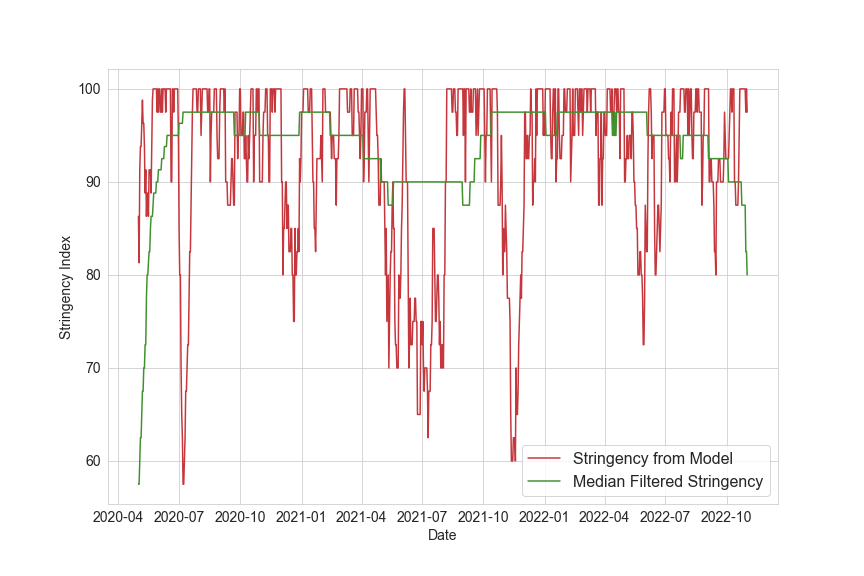 100
90
80
70
60
Stringency Index
Stringency from Model
Median Filtered Stringency
2020-04 2020-07 2020-10 2021-01 2021-04 2021-07 2021-10 2022-01 2022-04 2022-07 2022-10
Date